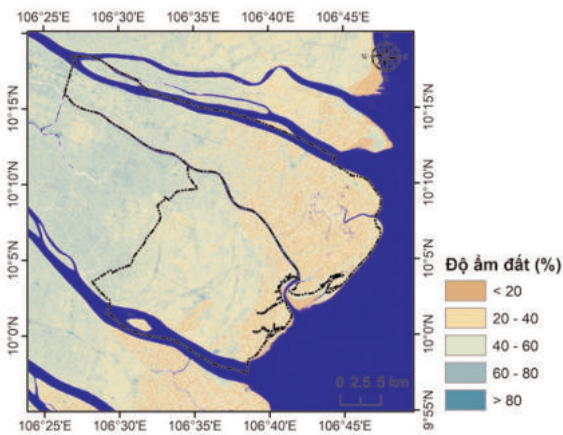 106°25'E 106°30'E 106°35'E 106°40'E 106°45'E
10°15'N 10°15'N
10°10'N 10°10'N
10°5'N 10°5'N
10°0'N 10°0'N
9°55'N
0 2.5 5 km
106°25'E 106°30'E 106°35'E 106°40'E 106°45'E
Độ ẩm đất (%)
< 20
20 - 40
40 - 60
60 - 80
> 80